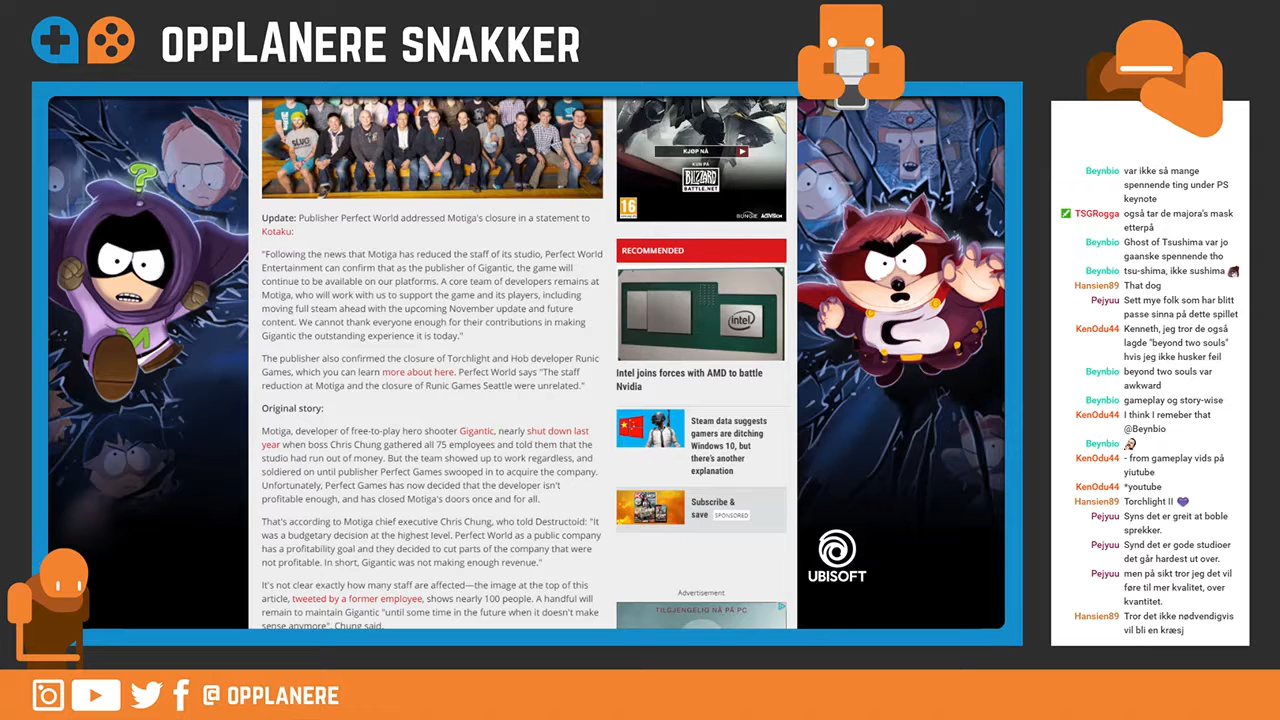 OPPLANERE SNAKKER
SLUG
Update: Publisher Perfect World addressed Motiga's closure in a statement to
Kotaku:
"Following the news that Motiga has reduced the staff of its studio, Perfect World
Entertainment can confirm that as the publisher of Gigantic, the game will
continue to be available on our platforms. A core team of developers remains at
Motiga, who will work with us to support the game and its players, including
moving full steam ahead with the upcoming November update and future
content. We cannot thank everyone enough for their contributions in making
Gigantic the outstanding experience it is today."
The publisher also confirmed the closure of Torchlight and Hob developer Runic
Games, which you can learn more about here. Perfect World says "The staff
reduction at Motiga and the closure of Runic Games Seattle were unrelated."
Original story:
Motiga, developer of free-to-play hero shooter Gigantic, nearly shut down last
year when boss Chris Chung gathered all 75 employees and told them that the
studio had run out of money. But the team showed up to work regardless, and
soldiered on until publisher Perfect Games swooped in to acquire the company.
Unfortunately, Perfect Games has now decided that the developer isn't
profitable enough, and has closed Motiga's doors once and for all.
That's according to Motiga chief executive Chris Chung, who told Destructoid: "It
was a budgetary decision at the highest level. Perfect World as a public company
has a profitability goal and they decided to cut parts of the company that were
not profitable. In short, Gigantic was not making enough revenue."
It's not clear exactly how many staff are affected—the image at the top of this
article, tweeted by a former employee, shows nearly 100 people. A handful will
remain to maintain Gigantic "until some time in the future when it doesn't make
sense anymore", Chung said.
KJØP NÅ
KUN PÅ
BLIZZARD
BATTLE.NET
16
BUNGIE ACTIVISION
RECOMMENDED
intel
Intel joins forces with AMD to battle
Nvidia
Steam data suggests
gamers are ditching
Windows 10, but
there's another
explanation
Subscribe &
save SPONSORED
Advertisement
TILGJENGELIG NÅ PÅ PC
?
M
UBISOFT
Beynbio var ikke så mange
spennende ting under PS
keynote
TSGRogga også tar de majora's mask
etterpå
Beynbio Ghost of Tsushima var jo
gaanske spennende tho
Beynbio tsu-shima, ikke sushima
Hansien89 That dog
Pejyuu Sett mye folk som har blitt
passe sinna på dette spillet
KenOdu44 Kenneth, jeg tror de også
lagde "beyond two souls"
hvis jeg ikke husker feil
Beynbio beyond two souls var
awkward
Beynbio gameplay og story-wise
KenOdu44 I think I remeber that
@Beynbio
Beynbio
KenOdu44 - from gameplay vids på
yiutube
KenOdu44 *youtube
Hansien89 Torchlight II
Pejyuu Syns det er greit at boble
sprekker.
Pejyuu Synd det er gode studioer
det går hardest ut over.
Pejyuu men på sikt tror jeg det vil
føre til mer kvalitet, over
kvantitet.
Hansien89 Tror det ikke nødvendigvis
vil bli en kræsj
@ OPPLANERE